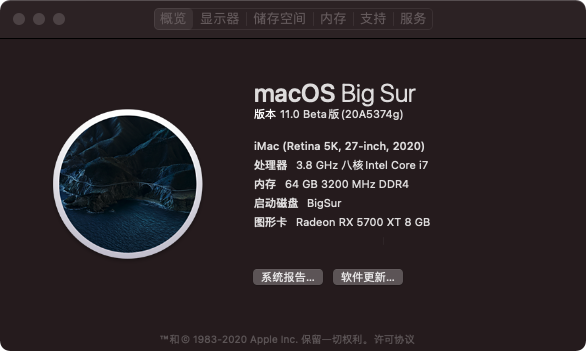 概览 显示器 储存空间 内存 支持 服务
macOS Big Sur
版本 11.0 Beta版 (20A5374g)
iMac (Retina 5K, 27-inch, 2020)
处理器 3.8 GHz 八核Intel Core i7
内存 64 GB 3200 MHz DDR4
启动磁盘 BigSur
图形卡 Radeon RX 5700 XT 8 GB
系统报告... 软件更新...
™和© 1983-2020 Apple Inc. 保留一切权利。许可协议